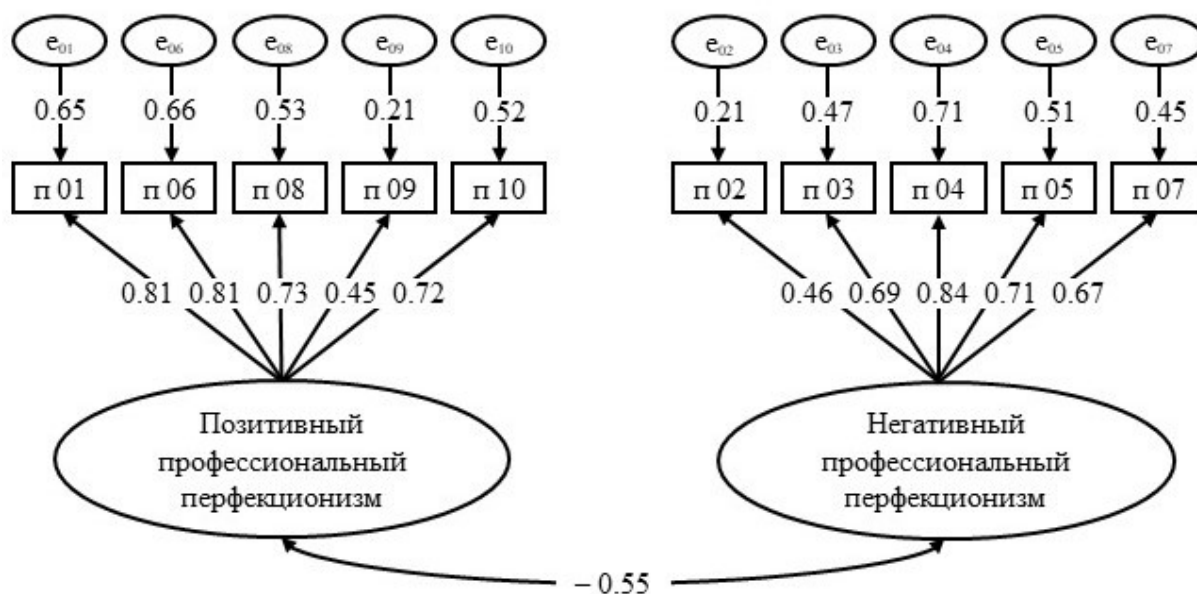 e01 e06 e08 e09 e10 e02 e03 e04 e05 e07
0.65 0.66 0.53 0.21 0.52 0.21 0.47 0.71 0.51 0.45
п 01 п 06 п 08 п 09 п 10 п 02 п 03 п 04 п 05 п 07
0.81 0.81 0.73 0.45 0.72 0.46 0.69 0.84 0.71 0.67
Позитивный
профессиональный
перфекционизм
Негативный
профессиональный
перфекционизм
– 0.55